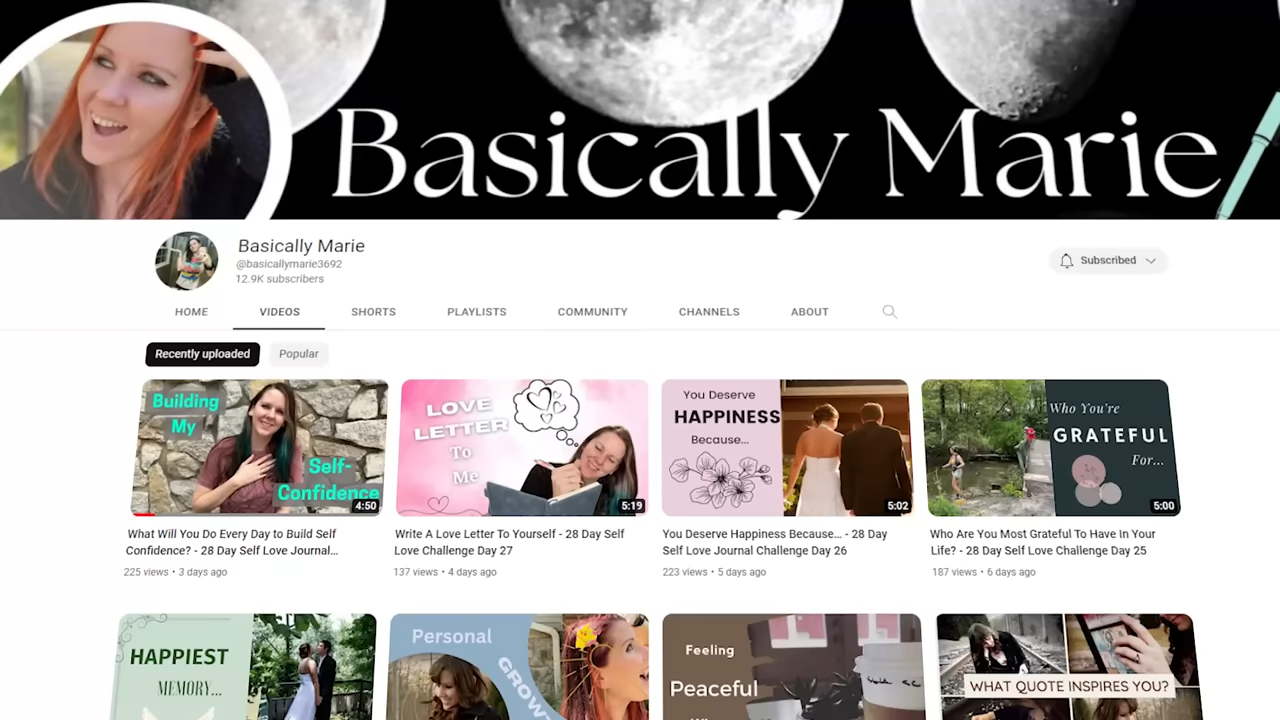 Basically Marie
Basically Marie
@basicallymarie3692
12.9K subscribers
Subscribed
HOME
VIDEOS
SHORTS
PLAYLISTS
COMMUNITY
CHANNELS
ABOUT
Recently uploaded
Popular
Building
My
Self-
Confidence
4:50
LOVE
LETTER
To
Me
5:19
You Deserve
HAPPINESS
Because...
5:02
Who You're
GRATEFUL
For...
5:00
What Will You Do Every Day to Build Self
Confidence? - 28 Day Self Love Journal...
225 views • 3 days ago
Write A Love Letter To Yourself - 28 Day Self
Love Challenge Day 27
137 views • 4 days ago
You Deserve Happiness Because... - 28 Day
Self Love Journal Challenge Day 26
223 views • 5 days ago
Who Are You Most Grateful To Have In Your
Life? - 28 Day Self Love Challenge Day 25
187 views • 6 days ago
HAPPIEST
MEMORY...
Personal
Feeling
Peaceful
WHAT QUOTE INSPIRES YOU?